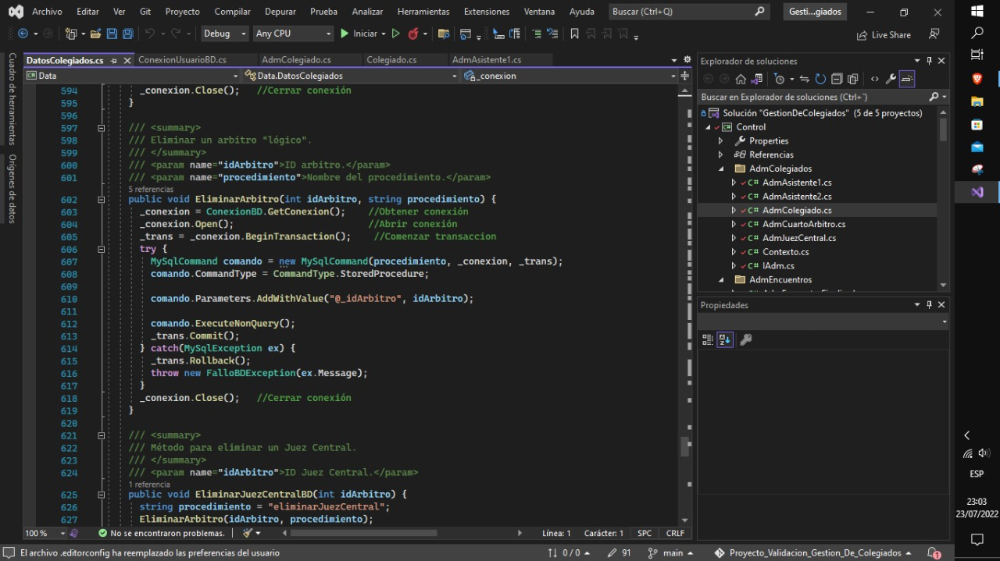 Archivo Editar Ver Git Proyecto Compilar Depurar Prueba Analizar Herramientas Extensiones Ventana Ayuda Buscar (Ctrl+Q) Gesti...giados
Debug Any CPU Iniciar Live Share
Cuadro de herramientas
Orígenes de datos
DatosColegiados.cs ConexionUsuarioBD.cs AdmColegiado.cs Colegiado.cs AdmAsistente1.cs
Data Data.DatosColegiados _conexion
594 _conexion.Close(); //Cerrar conexión
595 }
596
597 /// <summary>
598 /// Eliminar un arbitro "lógico".
599 /// </summary>
600 /// <param name="idArbitro">ID arbitro.</param>
601 /// <param name="procedimiento">Nombre del procedimiento.</param>
5 referencias
602 public void EliminarArbitro(int idArbitro, string procedimiento) {
603 _conexion = ConexionBD.GetConexion(); //Obtener conexión
604 _conexion.Open(); //Abrir conexión
605 _trans = _conexion.BeginTransaction(); //Comenzar transaccion
606 try {
607 MySqlCommand comando = new MySqlCommand(procedimiento, _conexion, _trans);
608 comando.CommandType = CommandType.StoredProcedure;
609
610 comando.Parameters.AddWithValue("@_idArbitro", idArbitro);
611
612 comando.ExecuteNonQuery();
613 _trans.Commit();
614 } catch(MySqlException ex) {
615 _trans.Rollback();
616 throw new FalloBDException(ex.Message);
617 }
618 _conexion.Close(); //Cerrar conexión
619 }
620
621 /// <summary>
622 /// Método para eliminar un Juez Central.
623 /// </summary>
624 /// <param name="idArbitro">ID Juez Central.</param>
1 referencia
625 public void EliminarJuezCentralBD(int idArbitro) {
626 string procedimiento = "eliminarJuezCentral";
627 EliminarArbitro(idArbitro, procedimiento);
100 % No se encontraron problemas. Línea: 1 Carácter: 1 SPC CRLF
Explorador de soluciones
Buscar en Explorador de soluciones (Ctrl+¨)
Solución "GestionDeColegiados" (5 de 5 proyectos)
C# Control
Properties
Referencias
AdmColegiados
C# AdmAsistente1.cs
C# AdmAsistente2.cs
C# AdmColegiado.cs
C# AdmCuartoArbitro.cs
C# AdmJuezCentral.cs
C# Contexto.cs
C# IAdm.cs
AdmEncuentros
Propiedades
El archivo .editorconfig ha reemplazado las preferencias del usuario 0 / 0 91 main Proyecto_Validacion_Gestion_De_Colegiados 1
ESP
23:03
23/07/2022